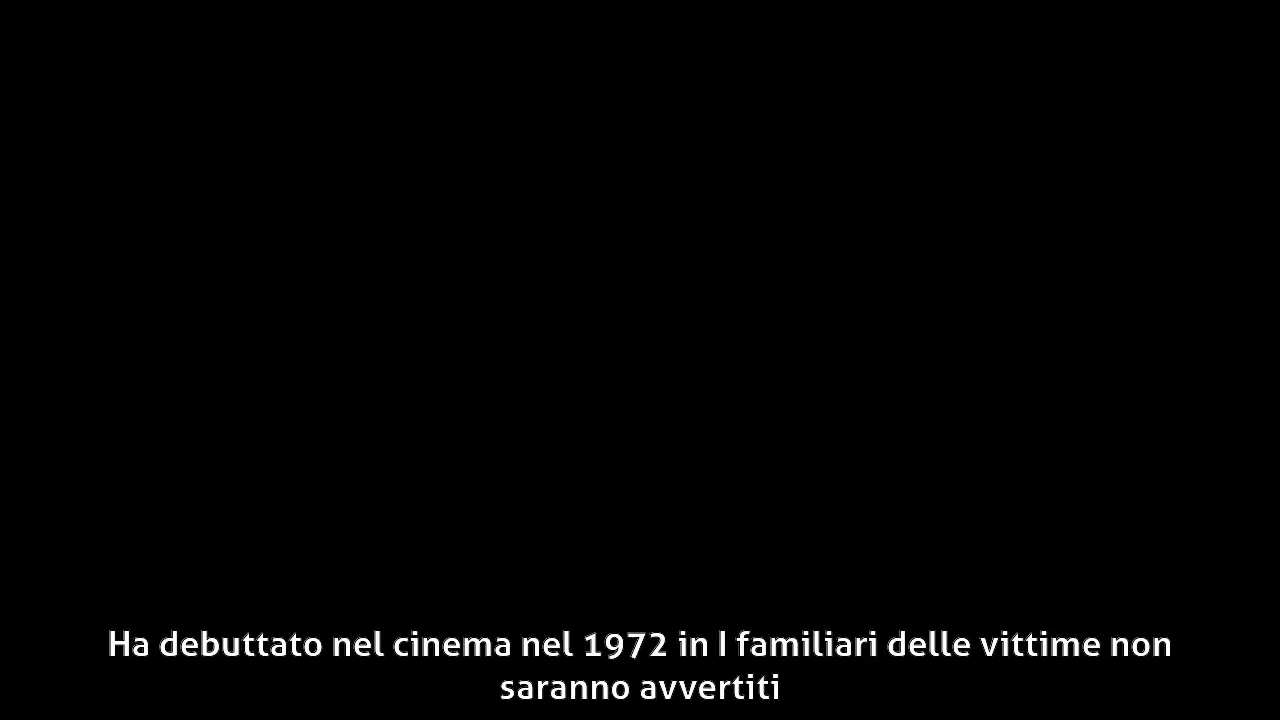 Ha debuttato nel cinema nel 1972 in I familiari delle vittime non
saranno avvertiti